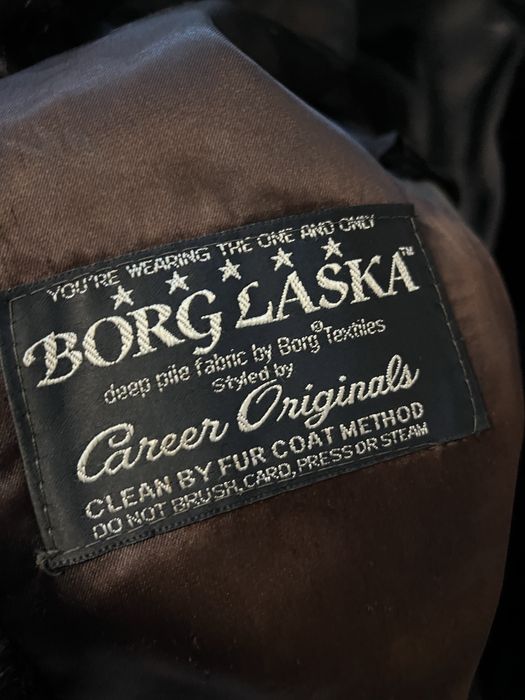 YOU'RE WEARING THE ONE AND ONLY
BORG LASKA™
deep pile fabric by Borg® Textiles
Styled by
Career Originals
CLEAN BY FUR COAT METHOD
DO NOT BRUSH, CARD, PRESS OR STEAM